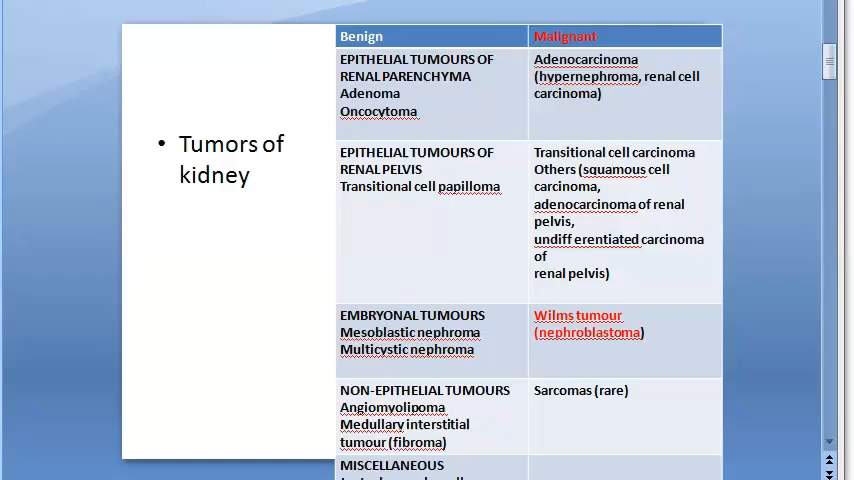 Benign
Malignant
• Tumors of
kidney
EPITHELIAL TUMOURS OF
RENAL PARENCHYMA
Adenoma
Oncocytoma
Adenocarcinoma
(hypernephroma, renal cell
carcinoma)
EPITHELIAL TUMOURS OF
RENAL PELVIS
Transitional cell papilloma
Transitional cell carcinoma
Others (squamous cell
carcinoma,
adenocarcinoma of renal
pelvis,
undiff erentiated carcinoma
of
renal pelvis)
EMBRYONAL TUMOURS
Mesoblastic nephroma
Multicystic nephroma
Wilms tumour
(nephroblastoma)
NON-EPITHELIAL TUMOURS
Angiomyolipoma
Medullary interstitial
tumour (fibroma)
Sarcomas (rare)
MISCELLANEOUS